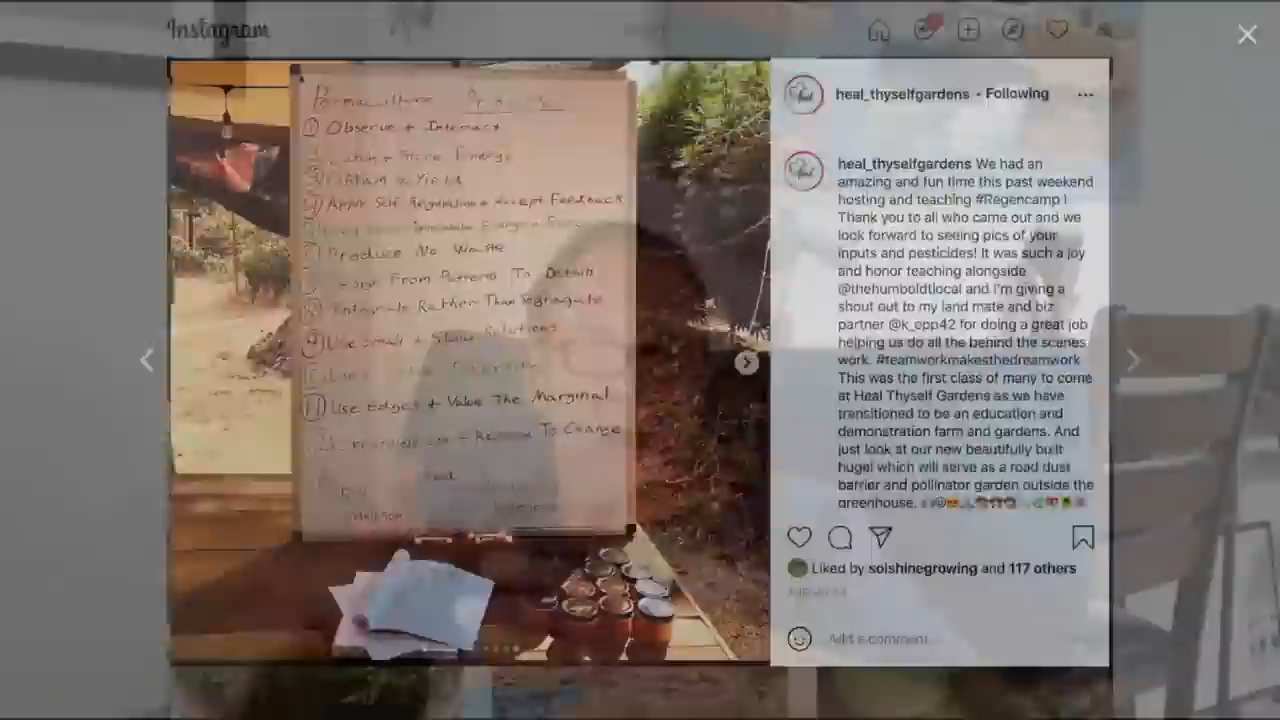 Instagram
Permaculture
① Observe + Interact
Store Energy
Yield
④ Apply Self Regulation + Accept Feedback
Produce No Waste
From Patterns To Details
⑧ Integrate Rather Than Segregate
⑨ Use Small + Slow Solutions
⑪ Use Edges + Value The Marginal
To Change
heal_thyselfgardens • Following
heal_thyselfgardens We had an
amazing and fun time this past weekend
hosting and teaching #Regencamp !
Thank you to all who came out and we
look forward to seeing pics of your
inputs and pesticides! It was such a joy
and honor teaching alongside
@thehumboldtlocal and I'm giving a
shout out to my land mate and biz
partner @k_opp42 for doing a great job
helping us do all the behind the scenes
work. #teamworkmakesthedreamwork
This was the first class of many to come
at Heal Thyself Gardens as we have
transitioned to be an education and
demonstration farm and gardens. And
just look at our new beautifully built
hugel which will serve as a road dust
barrier and pollinator garden outside the
greenhouse.
Liked by solshinegrowing and 117 others
Add a comment...